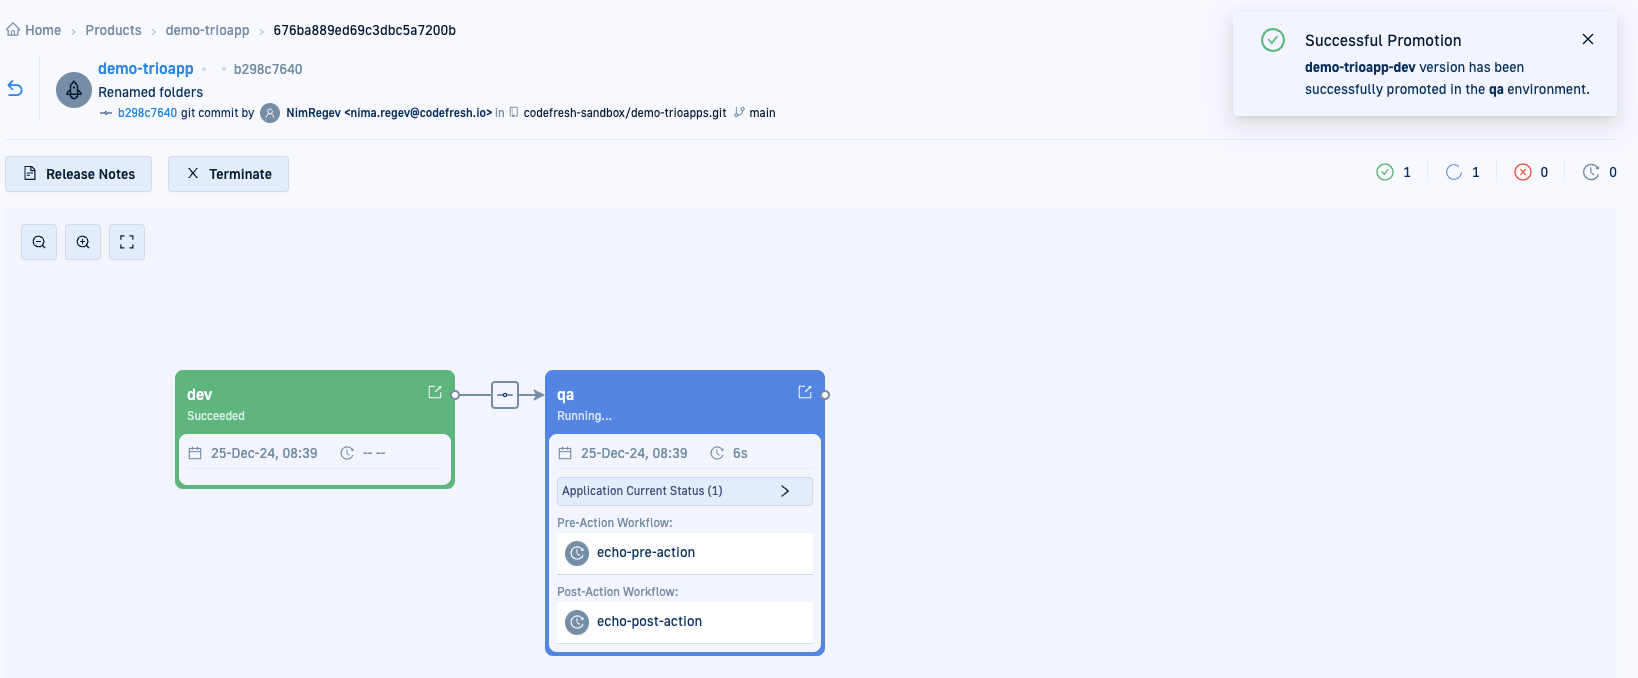 Home > Products > demo-trioapp > 676ba889ed69c3dbc5a7200b
demo-trioapp • • b298c7640
Renamed folders
b298c7640 git commit by NimRegev <nima.regev@codefresh.io> in codefresh-sandbox/demo-trioapps.git main
Successful Promotion
demo-trioapp-dev version has been
successfully promoted in the qa environment.
Release Notes
Terminate
1
1
0
0
dev
Succeeded
25-Dec-24, 08:39 -- --
qa
Running...
25-Dec-24, 08:39 6s
Application Current Status (1)
Pre-Action Workflow:
echo-pre-action
Post-Action Workflow:
echo-post-action